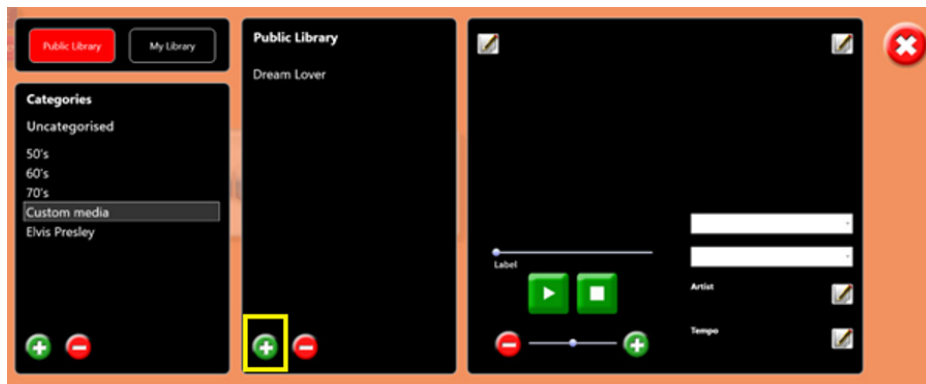 Public Library
My Library
Categories
Uncategorised
50's
60's
70's
Custom media
Elvis Presley
Public Library
Dream Lover
Label
Artist
Tempo